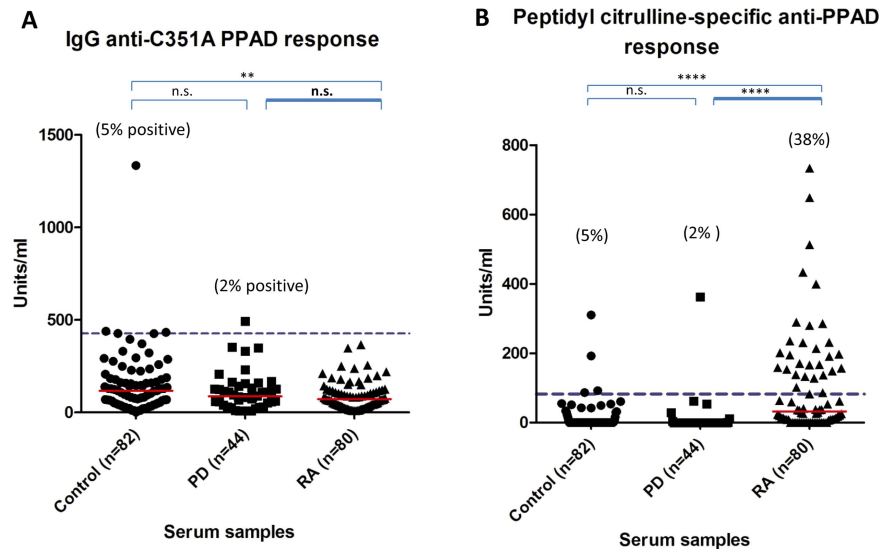 A
IgG anti-C351A PPAD response
**
n.s.
n.s.
(5% positive)
1500
1000
500
0
Units/ml
(2% positive)
Control (n=82)
PD (n=44)
RA (n=80)
Serum samples
B
Peptidyl citrulline-specific anti-PPAD
response
****
n.s.
****
(38%)
(5%)
(2% )
800
600
400
200
0
Units/ml
Control (n=82)
PD (n=44)
RA (n=80)
Serum samples